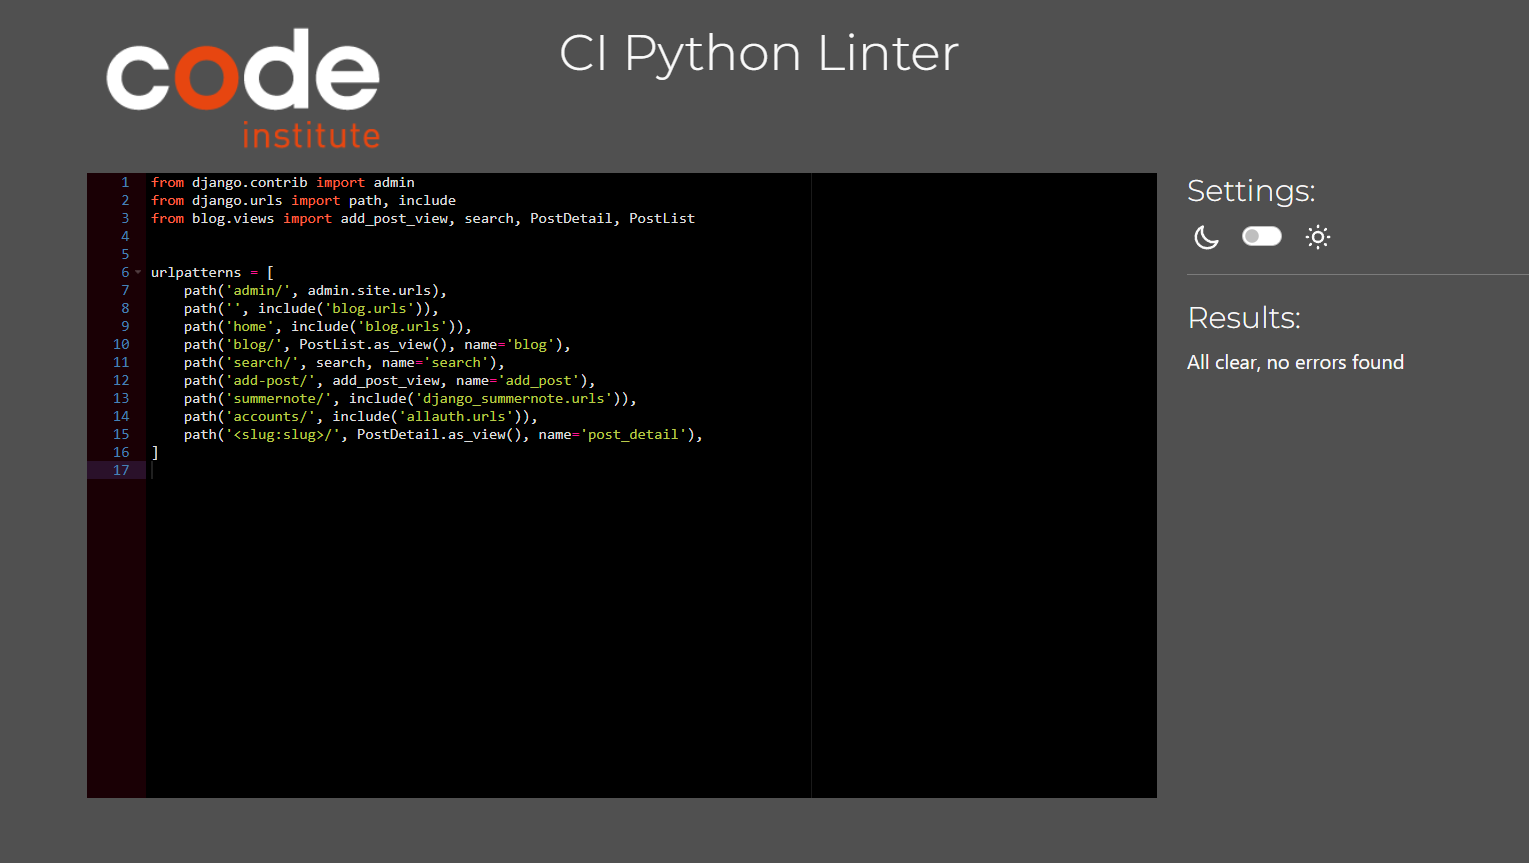 code
institute
CI Python Linter
1 from django.contrib import admin
2 from django.urls import path, include
3 from blog.views import add_post_view, search, PostDetail, PostList
4
5
6 urlpatterns = [
7     path('admin/', admin.site.urls),
8     path('', include('blog.urls')),
9     path('home', include('blog.urls')),
10     path('blog/', PostList.as_view(), name='blog'),
11     path('search/', search, name='search'),
12     path('add-post/', add_post_view, name='add_post'),
13     path('summernote/', include('django_summernote.urls')),
14     path('accounts/', include('allauth.urls')),
15     path('<slug:slug>/', PostDetail.as_view(), name='post_detail'),
16 ]
17
Settings:
Results:
All clear, no errors found